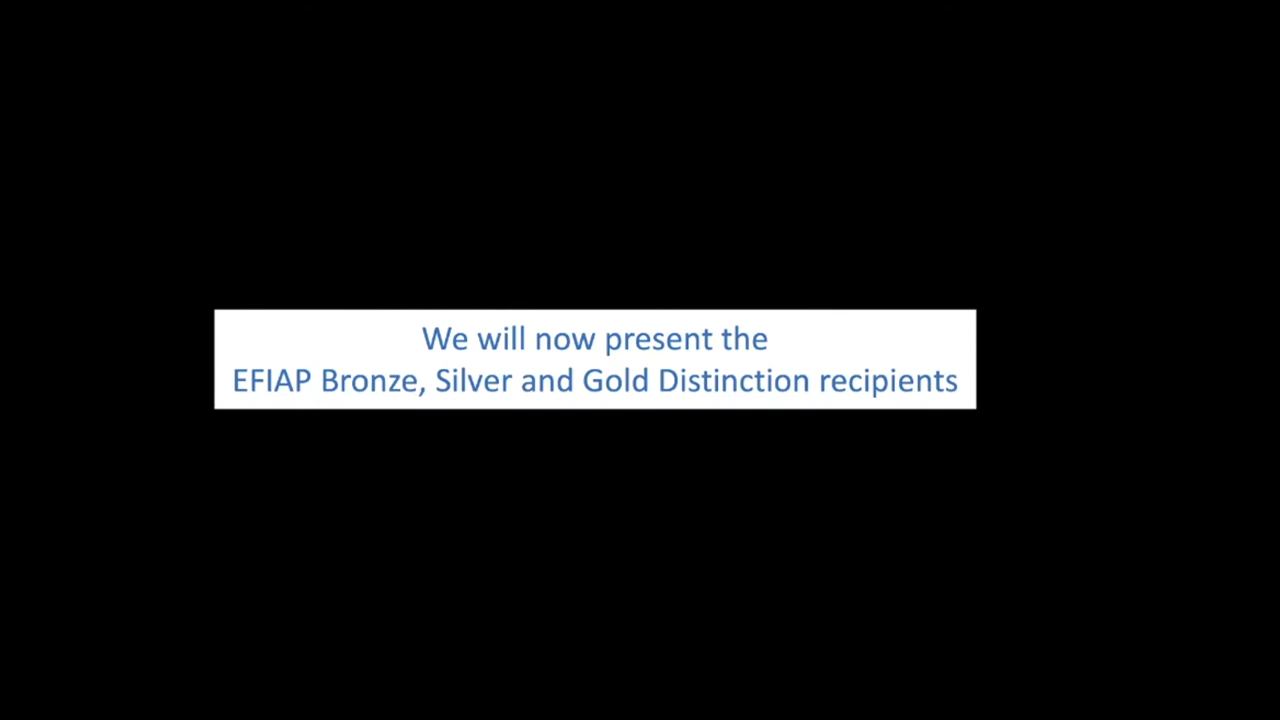 We will now present the
EFIAP Bronze, Silver and Gold Distinction recipients